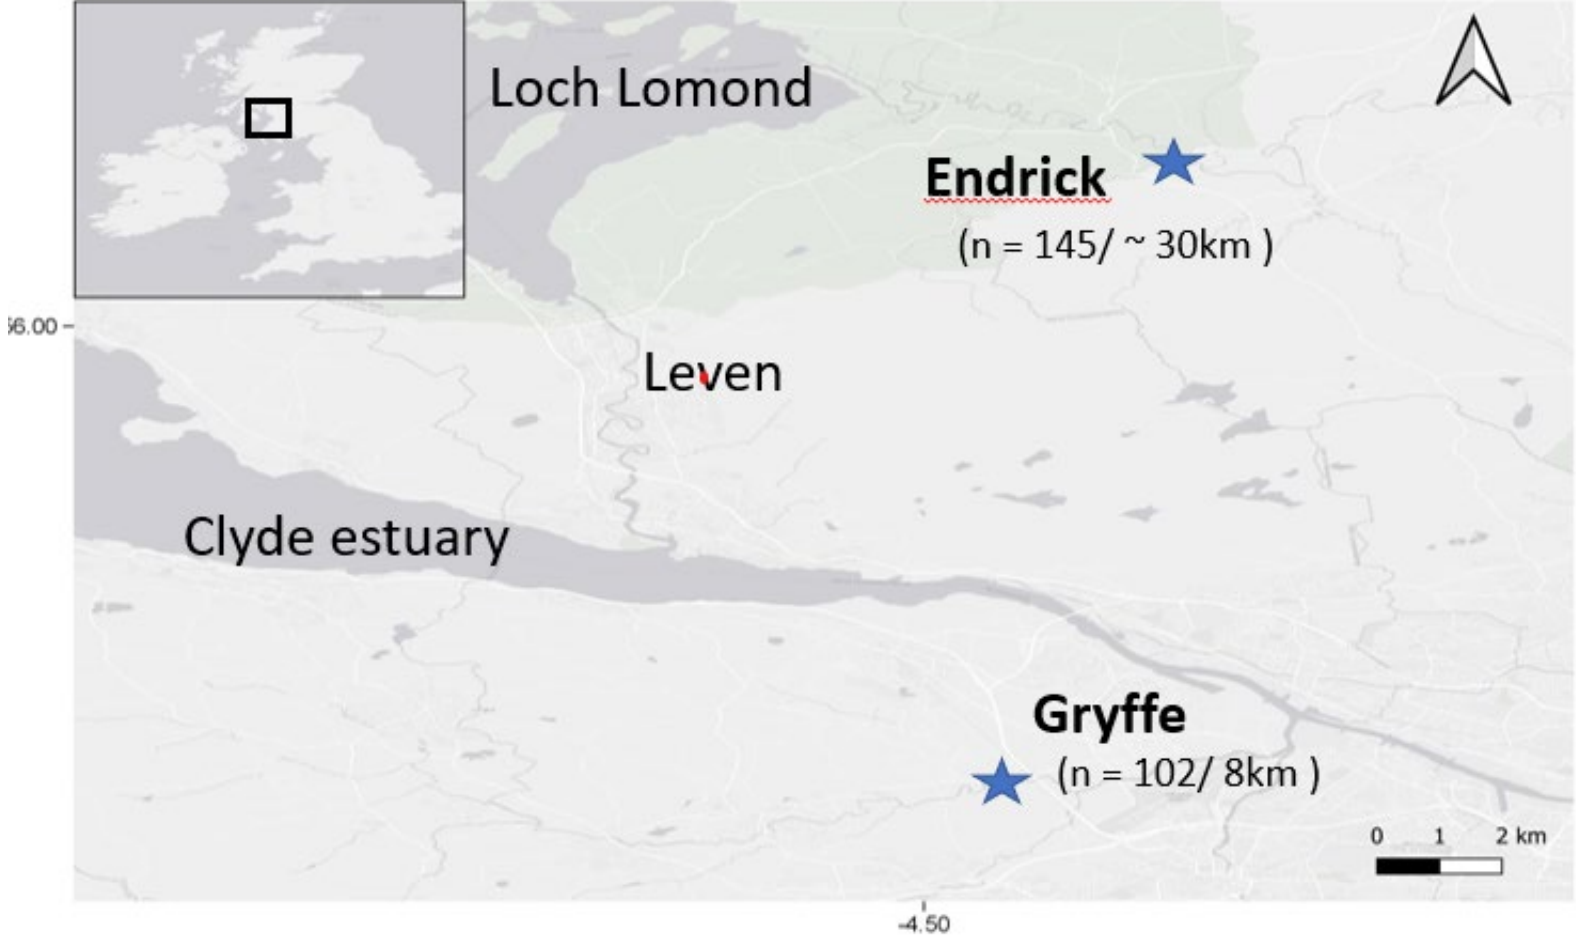 Loch Lomond
Endrick
(n = 145/ ~ 30km )
56.00
Leven
Clyde estuary
Gryffe
(n = 102/ 8km )
0 1 2 km
-4.50